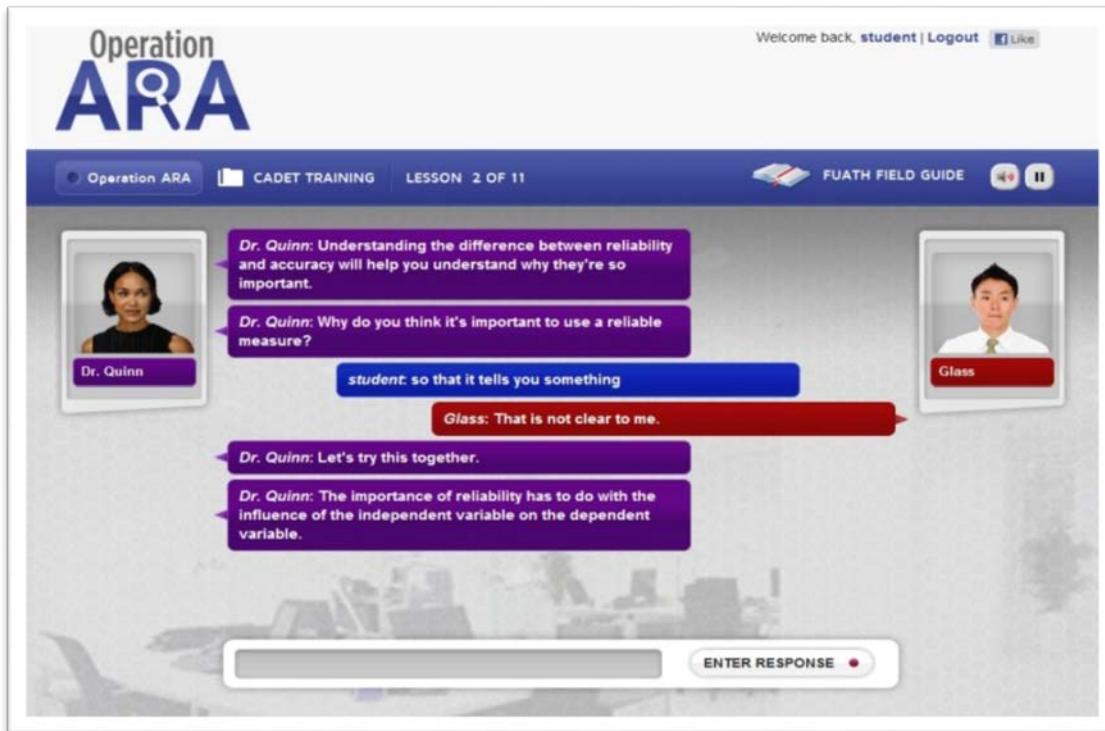 Operation
ARA
Welcome back, student | Logout Like
Operation ARA CADET TRAINING LESSON 2 OF 11 FUATH FIELD GUIDE
Dr. Quinn: Understanding the difference between reliability
and accuracy will help you understand why they're so
important.
Dr. Quinn: Why do you think it's important to use a reliable
measure?
Dr. Quinn
student: so that it tells you something
Glass
Glass: That is not clear to me.
Dr. Quinn: Let's try this together.
Dr. Quinn: The importance of reliability has to do with the
influence of the independent variable on the dependent
variable.
ENTER RESPONSE